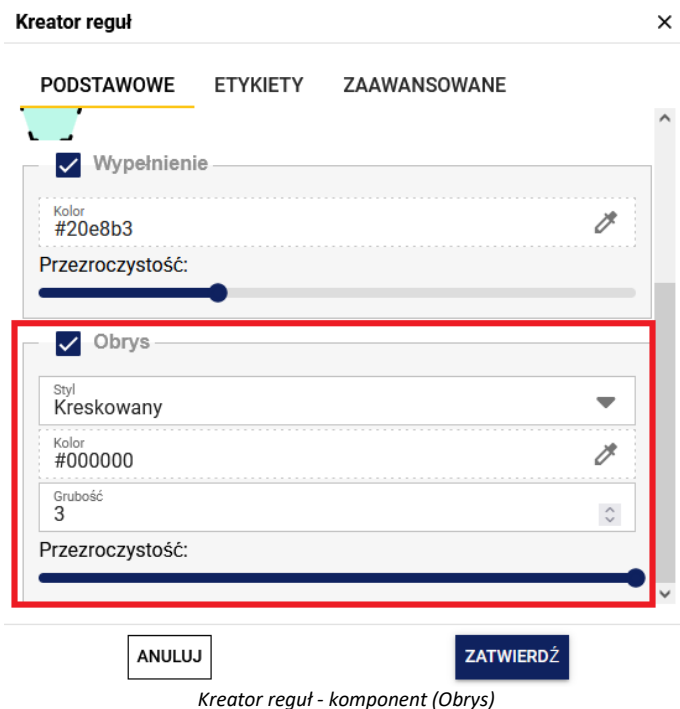 Kreator reguł
PODSTAWOWE ETYKIETY ZAAWANSOWANE
Wypełnienie
Kolor
#20e8b3
Przezroczystość:
Obrys
Styl
Kreskowany
Kolor
#000000
Grubość
3
Przezroczystość:
ANULUJ ZATWIERDŹ
Kreator reguł - komponent (Obrys)